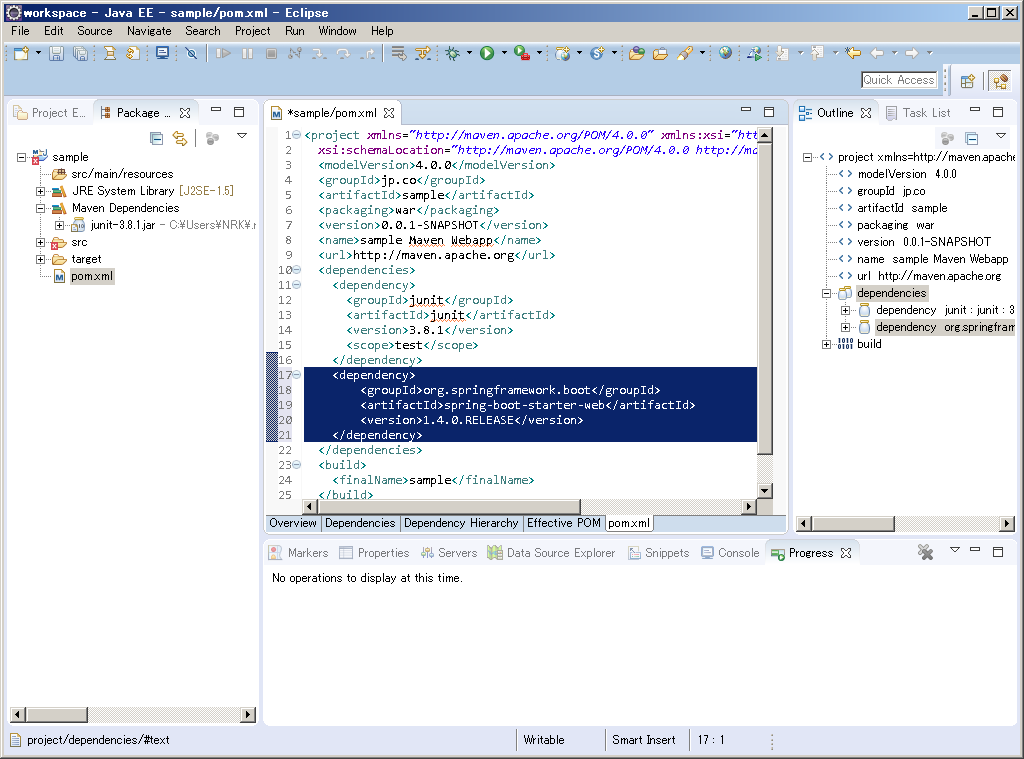 workspace - Java EE - sample/pom.xml - Eclipse
File Edit Source Navigate Search Project Run Window Help
Quick Access
Project E...
Package ...
sample
src/main/resources
JRE System Library [J2SE-1.5]
Maven Dependencies
junit-3.8.1.jar - C:¥Users¥NRK¥.r
src
target
pom.xml
*sample/pom.xml
1 <project xmlns="http://maven.apache.org/POM/4.0.0" xmlns:xsi="htt
2 xsi:schemaLocation="http://maven.apache.org/POM/4.0.0 http://ma
3 <modelVersion>4.0.0</modelVersion>
4 <groupId>jp.co</groupId>
5 <artifactId>sample</artifactId>
6 <packaging>war</packaging>
7 <version>0.0.1-SNAPSHOT</version>
8 <name>sample Maven Webapp</name>
9 <url>http://maven.apache.org</url>
10 <dependencies>
11 <dependency>
12 <groupId>junit</groupId>
13 <artifactId>junit</artifactId>
14 <version>3.8.1</version>
15 <scope>test</scope>
16 </dependency>
17 <dependency>
18 <groupId>org.springframework.boot</groupId>
19 <artifactId>spring-boot-starter-web</artifactId>
20 <version>1.4.0.RELEASE</version>
21 </dependency>
22 </dependencies>
23 <build>
24 <finalName>sample</finalName>
25 </build>
Overview Dependencies Dependency Hierarchy Effective POM pom.xml
Outline
Task List
project xmlns=http://maven.apache
modelVersion 4.0.0
groupId jp.co
artifactId sample
packaging war
version 0.0.1-SNAPSHOT
name sample Maven Webapp
url http://maven.apache.org
dependencies
dependency junit : junit : 3
dependency org.springfram
build
Markers Properties Servers Data Source Explorer Snippets Console Progress
No operations to display at this time.
project/dependencies/#text
Writable
Smart Insert
17 : 1